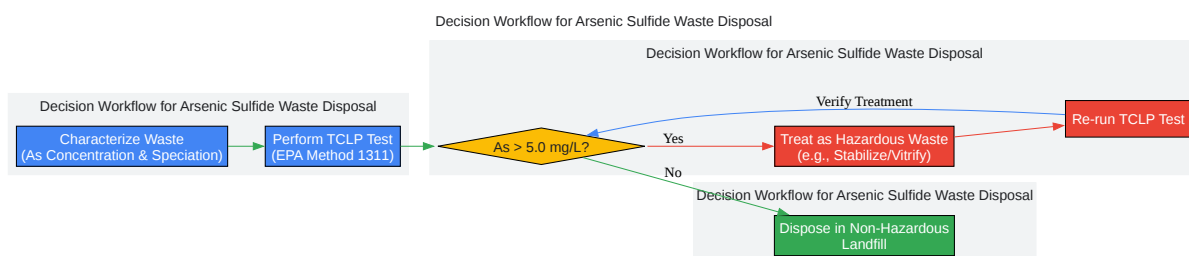 Decision Workflow for Arsenic Sulfide Waste Disposal
Decision Workflow for Arsenic Sulfide Waste Disposal
Decision Workflow for Arsenic Sulfide Waste Disposal
Characterize Waste
(As Concentration & Speciation)
Perform TCLP Test
(EPA Method 1311)
As > 5.0 mg/L?
Yes
No
Verify Treatment
Treat as Hazardous Waste
(e.g., Stabilize/Vitrify)
Re-run TCLP Test
Decision Workflow for Arsenic Sulfide Waste Disposal
Dispose in Non-Hazardous
Landfill